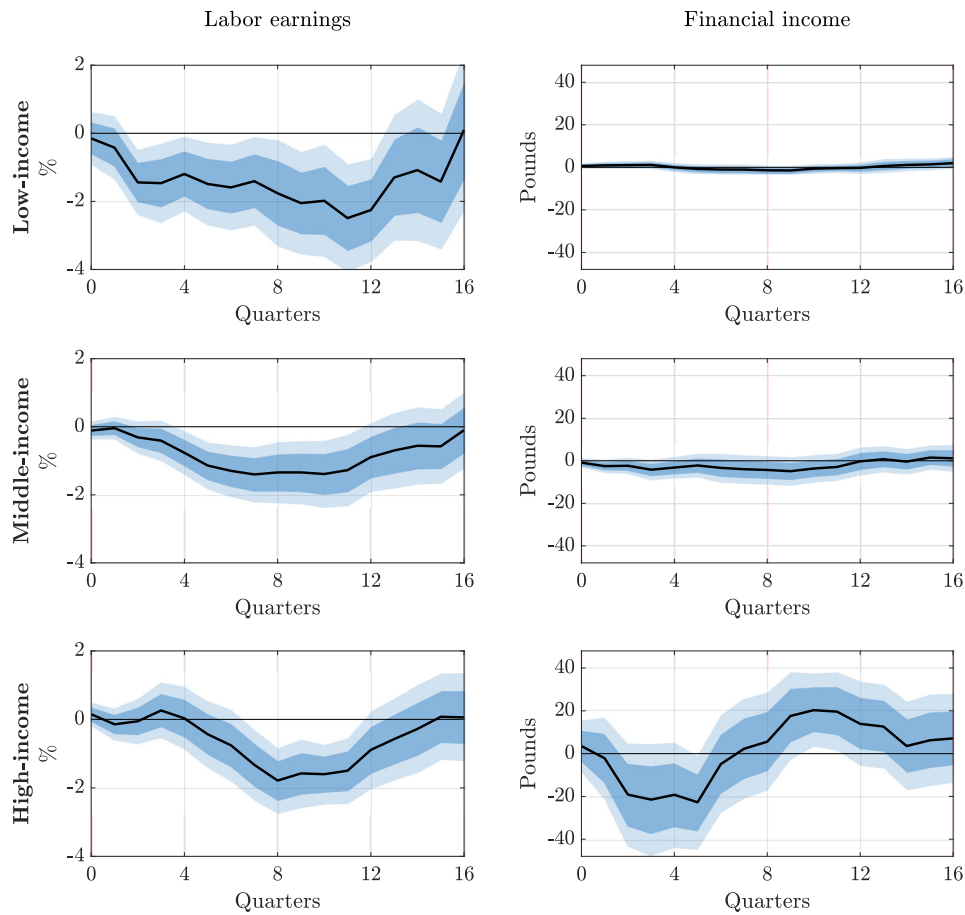 Labor earnings
Financial income
Low-income
%
2
0
-2
-4
0 4 8 12 16
Quarters
Pounds
40
20
0
-20
-40
0 4 8 12 16
Quarters
Middle-income
%
2
0
-2
-4
0 4 8 12 16
Quarters
Pounds
40
20
0
-20
-40
0 4 8 12 16
Quarters
High-income
%
2
0
-2
-4
0 4 8 12 16
Quarters
Pounds
40
20
0
-20
-40
0 4 8 12 16
Quarters